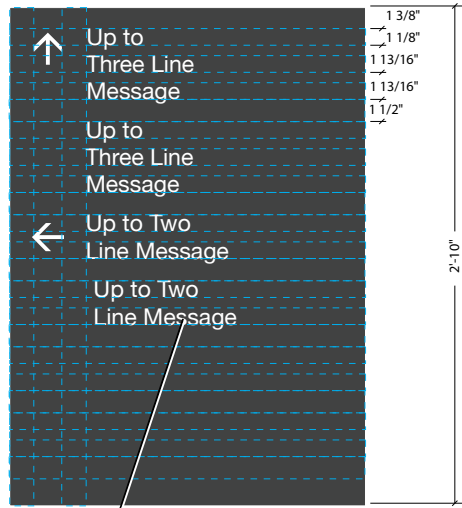 Up to
Three Line
Message
Up to
Three Line
Message
Up to Two
Line Message
Up to Two
Line Message
1 3/8"
1 1/8"
1 13/16"
1 13/16"
1 1/2"
2'-10"